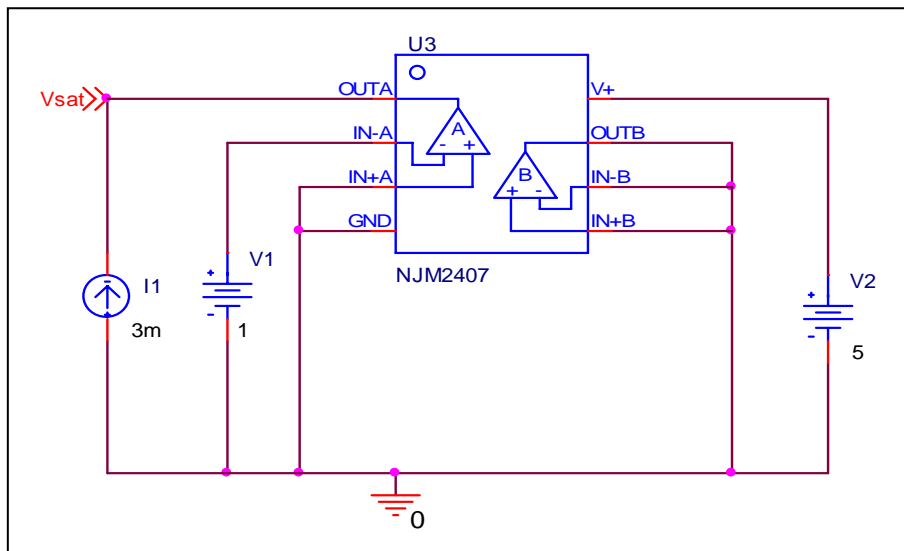 U3
Vsat
OUTA
V+
A
- +
IN-A
OUTB
B
+ -
IN+A
IN-B
GND
IN+B
NJM2407
+
V1
-
1
-
I1
+
3m
+
V2
-
5
0